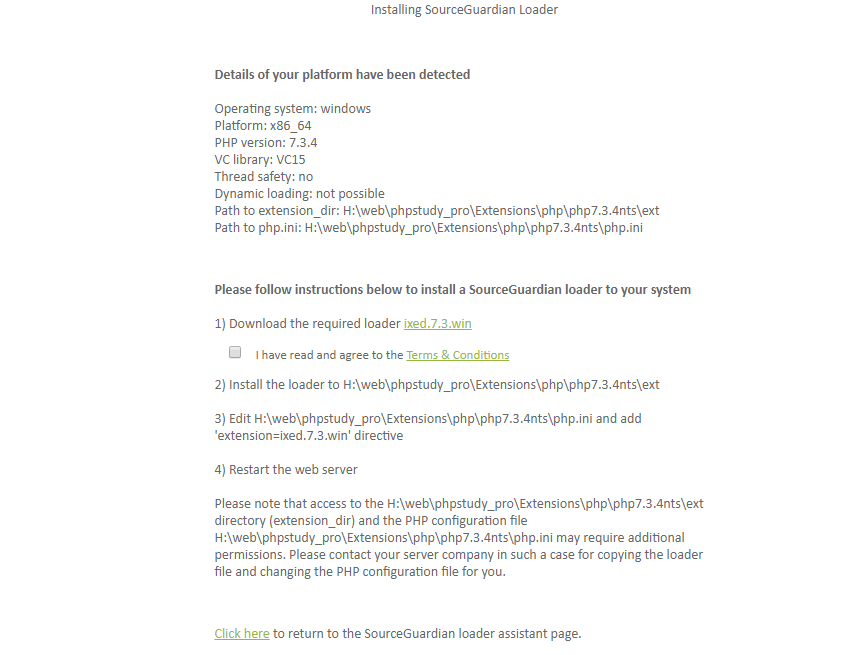 Installing SourceGuardian Loader
Details of your platform have been detected
Operating system: windows
Platform: x86_64
PHP version: 7.3.4
VC library: VC15
Thread safety: no
Dynamic loading: not possible
Path to extension_dir: H:\web\phpstudy_pro\Extensions\php\php7.3.4nts\ext
Path to php.ini: H:\web\phpstudy_pro\Extensions\php\php7.3.4nts\php.ini
Please follow instructions below to install a SourceGuardian loader to your system
1) Download the required loader ixed.7.3.win
I have read and agree to the Terms & Conditions
2) Install the loader to H:\web\phpstudy_pro\Extensions\php\php7.3.4nts\ext
3) Edit H:\web\phpstudy_pro\Extensions\php\php7.3.4nts\php.ini and add
'extension=ixed.7.3.win' directive
4) Restart the web server
Please note that access to the H:\web\phpstudy_pro\Extensions\php\php7.3.4nts\ext
directory (extension_dir) and the PHP configuration file
H:\web\phpstudy_pro\Extensions\php\php7.3.4nts\php.ini may require additional
permissions. Please contact your server company in such a case for copying the loader
file and changing the PHP configuration file for you.
Click here to return to the SourceGuardian loader assistant page.